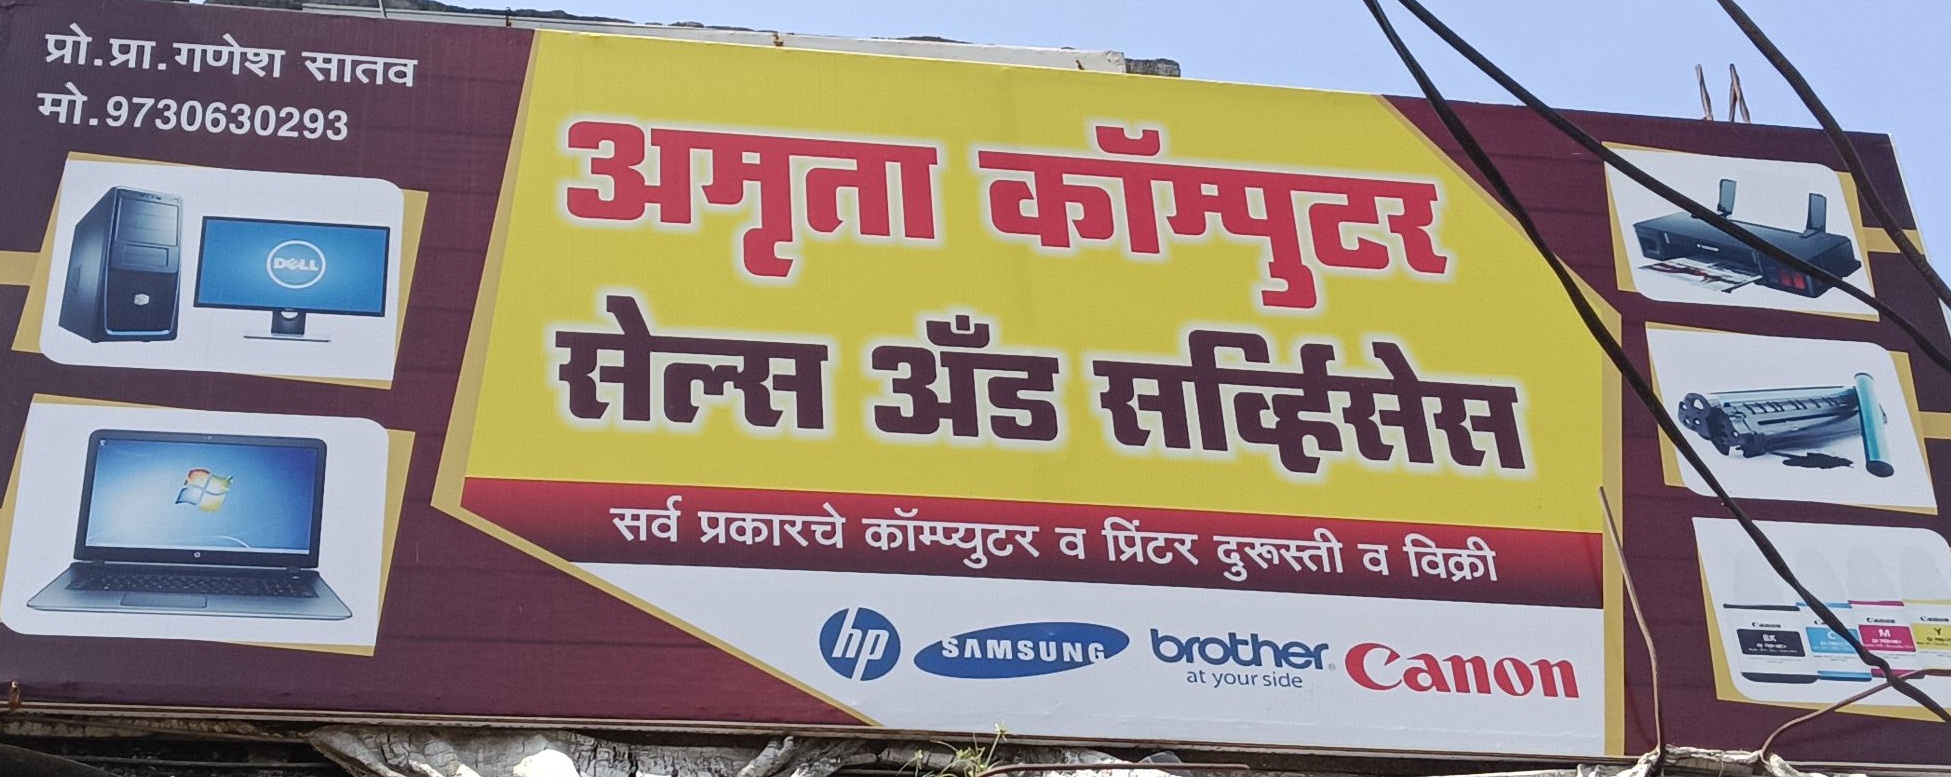 प्रो.प्रा.गणेश सातव
मो.9730630293
DELL
अमृता कॉम्पुटर
सेल्स अँड सर्व्हिसेस
सर्व प्रकारचे कॉम्प्युटर व प्रिंटर दुरूस्ती व विक्री
hp
SAMSUNG
brother
at your side
Canon
BK
C
M
Y